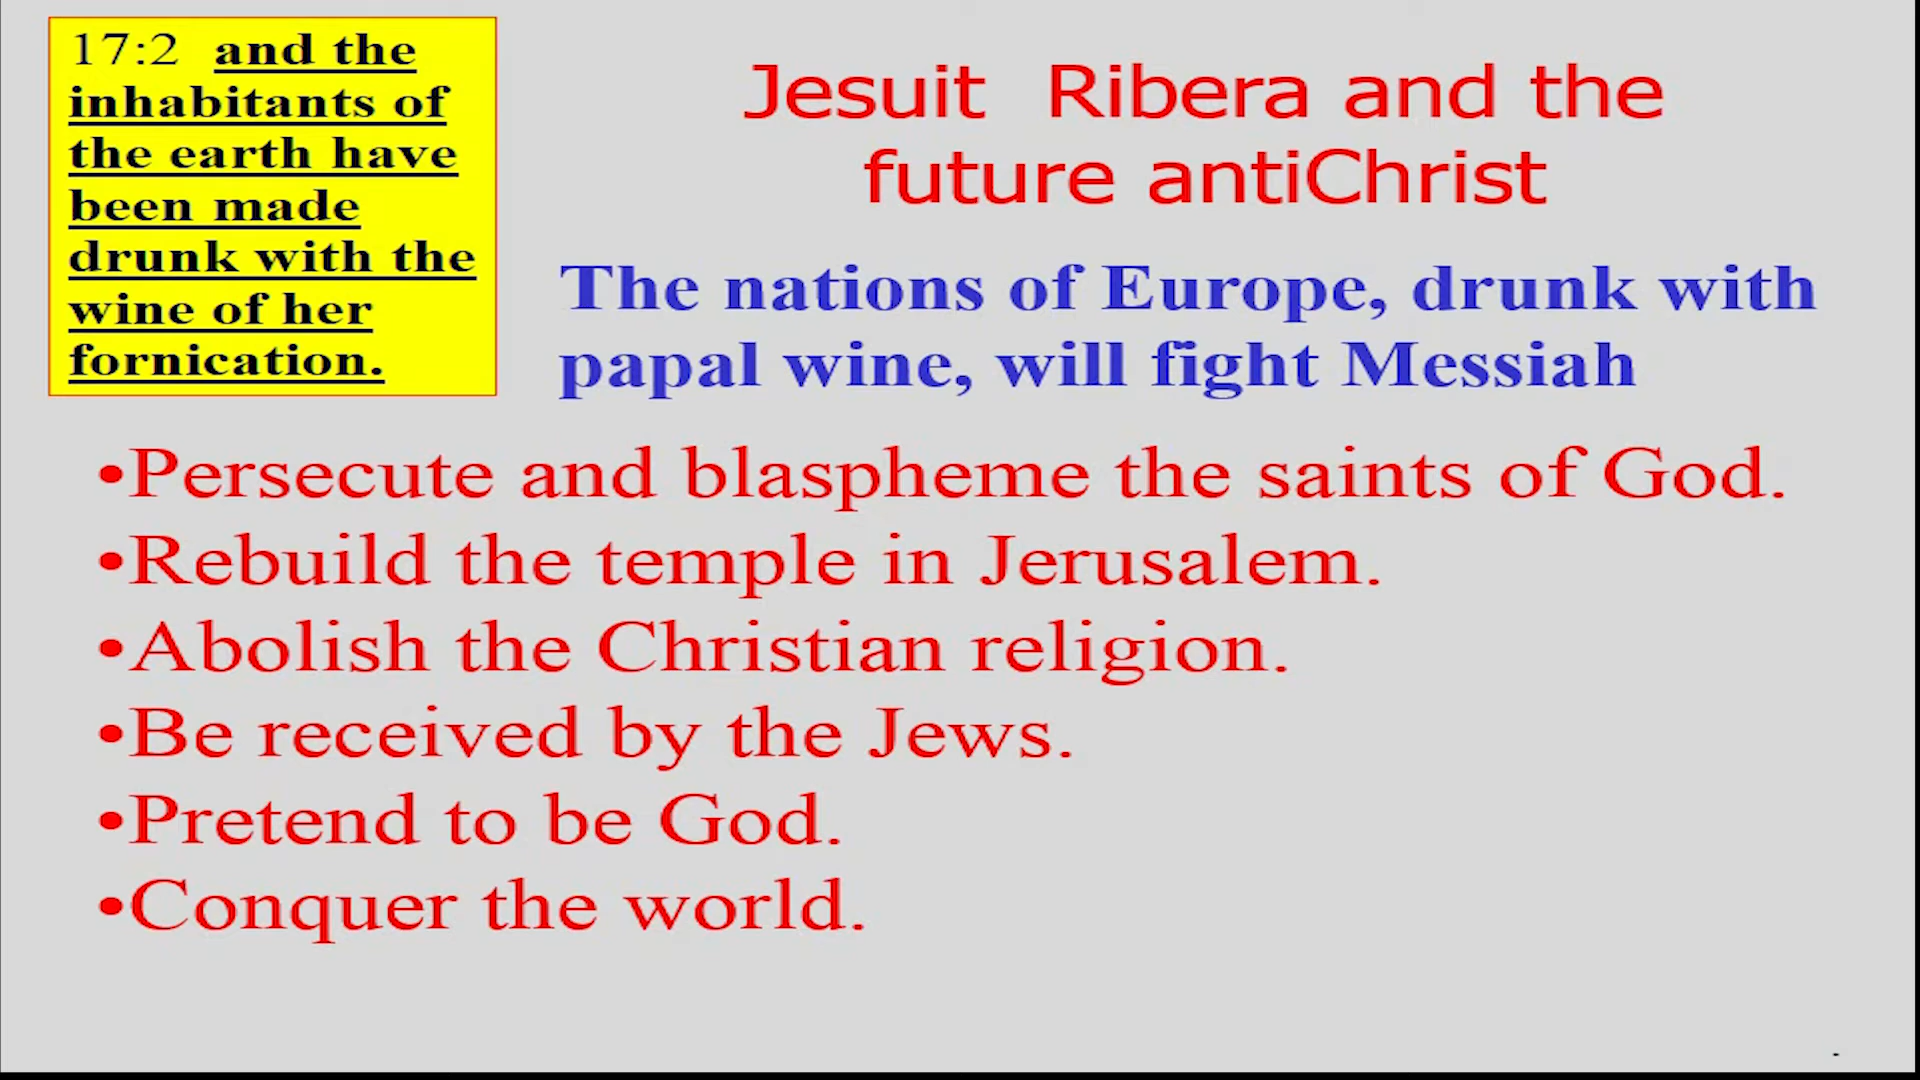 17:2 and the
inhabitants of
the earth have
been made
drunk with the
wine of her
fornication.
Jesuit Ribera and the
future antiChrist
The nations of Europe, drunk with
papal wine, will fight Messiah
•Persecute and blaspheme the saints of God.
•Rebuild the temple in Jerusalem.
•Abolish the Christian religion.
•Be received by the Jews.
•Pretend to be God.
•Conquer the world.
-